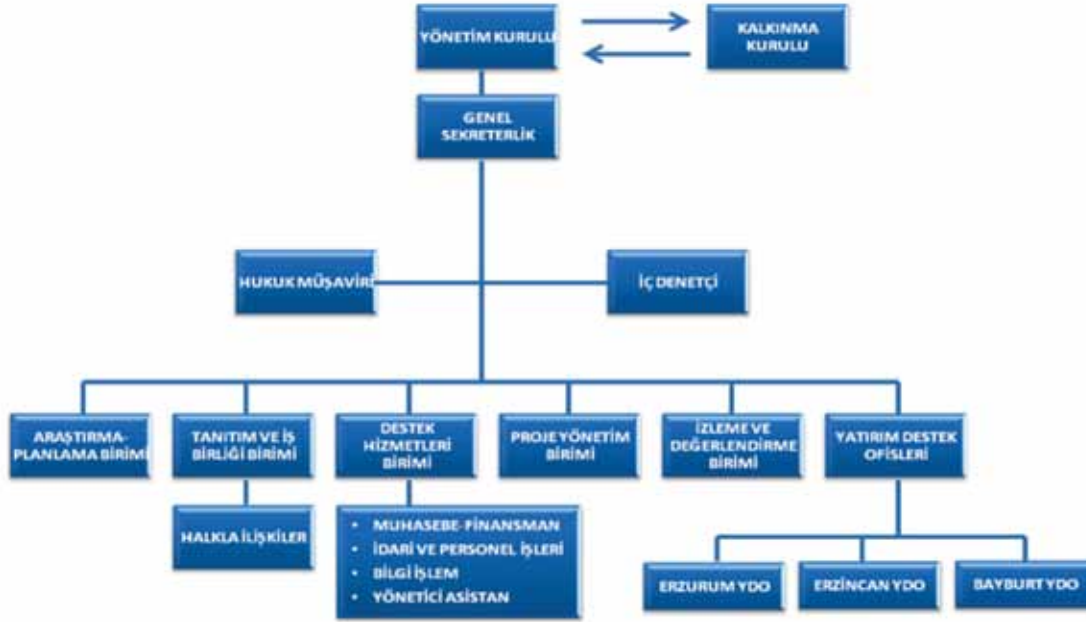 YÖNETİM KURULU
KALKINMA
KURULU
GENEL
SEKRETERLİK
HUKUK MÜŞAVİRİ
İÇ DENETÇİ
ARAŞTIRMA-
PLANLAMA BİRİMİ
TANITIM VE İŞ
BİRLİĞİ BİRİMİ
DESTEK
HİZMETLERİ
BİRİMİ
PROJE YÖNETİM
BİRİMİ
İZLEME VE
DEĞERLENDİRME
BİRİMİ
YATIRIM DESTEK
OFİSLERİ
HALKLA İLİŞKİLER
• MUHASEBE-FİNANSMAN
• İDARİ VE PERSONEL İŞLERİ
• BİLGİ İŞLEM
• YÖNETİCİ ASİSTAN
ERZURUM YDO
ERZİNCAN YDO
BAYBURT YDO